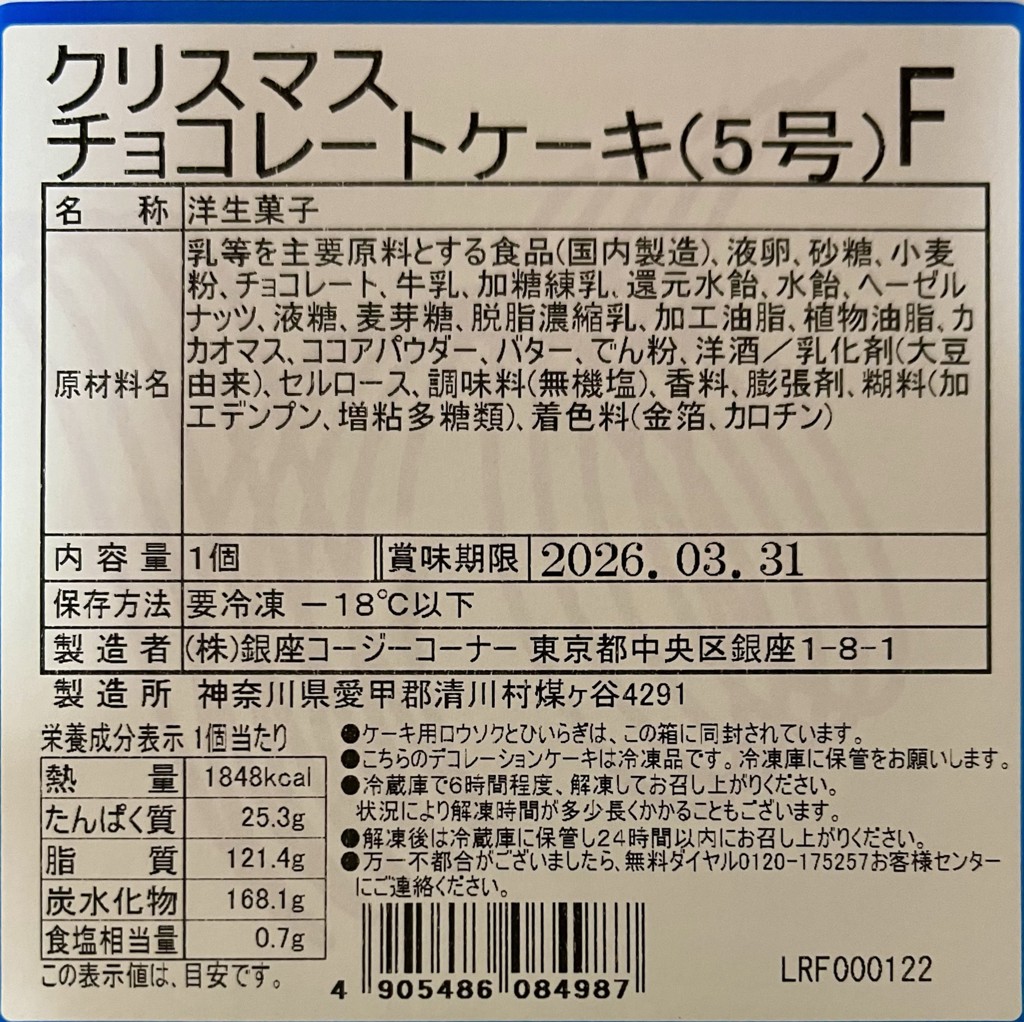 クリスマス
チョコレートケーキ(5号)F
名称 洋生菓子
原材料名 乳等を主要原料とする食品(国内製造)、液卵、砂糖、小麦
粉、チョコレート、牛乳、加糖練乳、還元水飴、水飴、ヘーゼル
ナッツ、液糖、麦芽糖、脱脂濃縮乳、加工油脂、植物油脂、カ
カオマス、ココアパウダー、バター、でん粉、洋酒／乳化剤(大豆
由来)、セルロース、調味料(無機塩)、香料、膨張剤、糊料(加
工デンプン、増粘多糖類)、着色料(金箔、カロチン)
内容量 1個 賞味期限 2026.03.31
保存方法 要冷凍 －18℃以下
製造者 (株)銀座コージーコーナー 東京都中央区銀座1-8-1
製造所 神奈川県愛甲郡清川村煤ヶ谷4291
栄養成分表示 1個当たり
熱量 1848kcal
たんぱく質 25.3g
脂質 121.4g
炭水化物 168.1g
食塩相当量 0.7g
この表示値は、目安です。
●ケーキ用ロウソクとひいらぎは、この箱に同封されています。
●こちらのデコレーションケーキは冷凍品です。冷凍庫に保管をお願いします。
●冷蔵庫で6時間程度、解凍してお召し上がりください。
状況により解凍時間が多少長くかかることもございます。
●解凍後は冷蔵庫に保管し24時間以内にお召し上がりください。
●万一不都合がございましたら、無料ダイヤル0120-175257お客様センター
にご連絡ください。
4 905486 084987
LRF000122